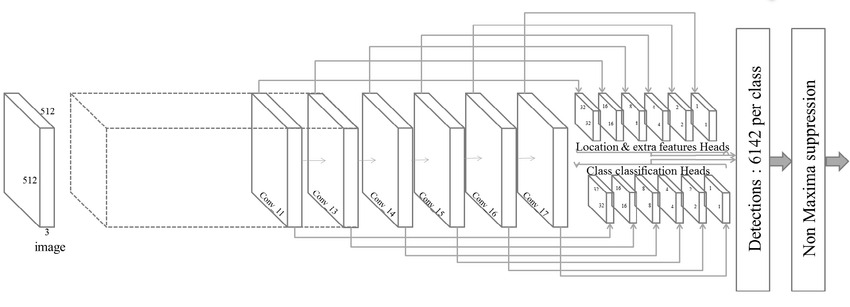 512
512
3
image
Conv_11
Conv_13
Conv_14
Conv_15
Conv_16
Conv_17
32 16 8 4 2 1
32 16 8 4 2 1
Location & extra features Heads
Class classification Heads
16 8 4 2 1
32 16 8 4 2 1
Detections : 6142 per class
Non Maxima suppression